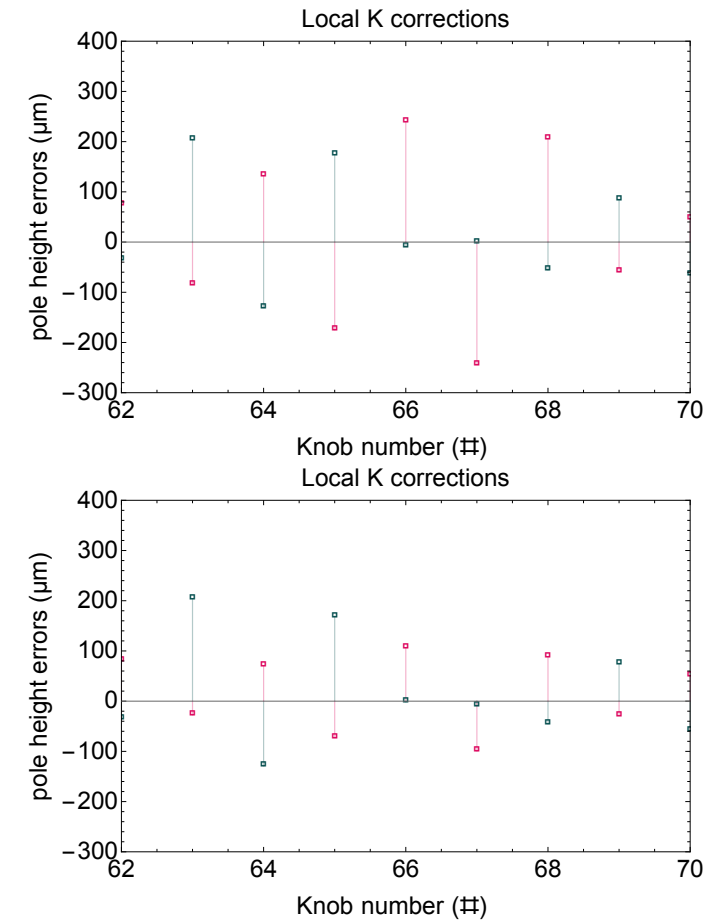 Local K corrections
400
300
200
100
0
−100
−200
−300
pole height errors (μm)
62 64 66 68 70
Knob number (#)
Local K corrections
400
300
200
100
0
−100
−200
−300
pole height errors (μm)
62 64 66 68 70
Knob number (#)